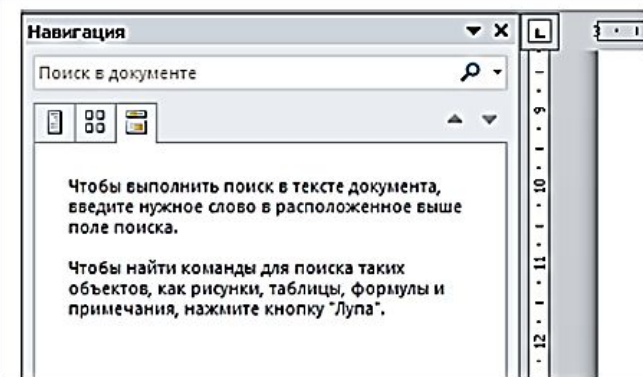 Навигация
Поиск в документе
Чтобы выполнить поиск в тексте документа,
введите нужное слово в расположенное выше
поле поиска.
Чтобы найти команды для поиска таких
объектов, как рисунки, таблицы, формулы и
примечания, нажмите кнопку "Лупа".
3
9
10
11
12